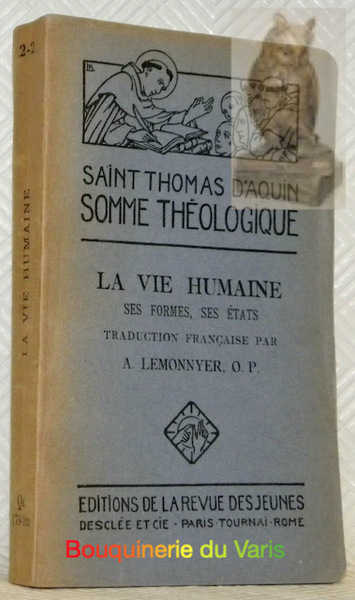 2-2
LA VIE HUMAINE
SAINT THOMAS D'AQUIN
SOMME THÉOLOGIQUE
LA VIE HUMAINE
SES FORMES, SES ÉTATS
TRADUCTION FRANÇAISE PAR
A. LEMONNYER, O. P.
EDITIONS DE LA REVUE DES JEUNES
DESCLÉE ET CIE · PARIS · TOURNAI · ROME
Bouquinerie du Varis